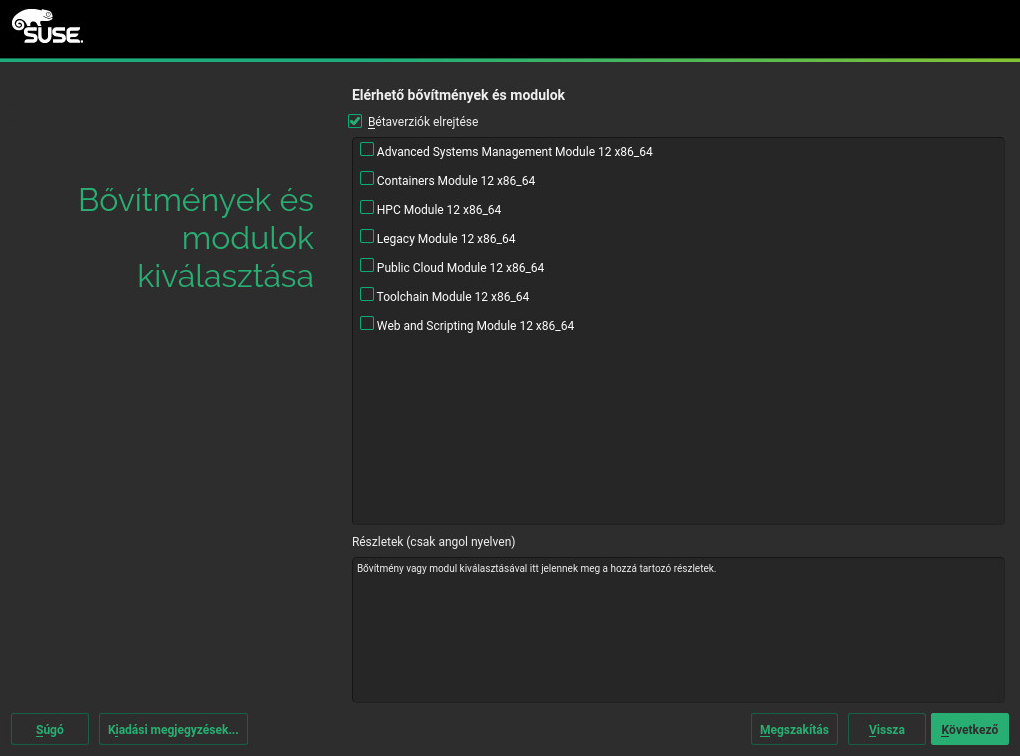 SUSE.
Elérhető bővítmények és modulok
Bétaverziók elrejtése
Advanced Systems Management Module 12 x86_64
Containers Module 12 x86_64
HPC Module 12 x86_64
Legacy Module 12 x86_64
Public Cloud Module 12 x86_64
Toolchain Module 12 x86_64
Web and Scripting Module 12 x86_64
Bővítmények és
modulok
kiválasztása
Részletek (csak angol nyelven)
Bővítmény vagy modul kiválasztásával itt jelennek meg a hozzá tartozó részletek.
Súgó Kiadási megjegyzések... Megszakítás Vissza Következő